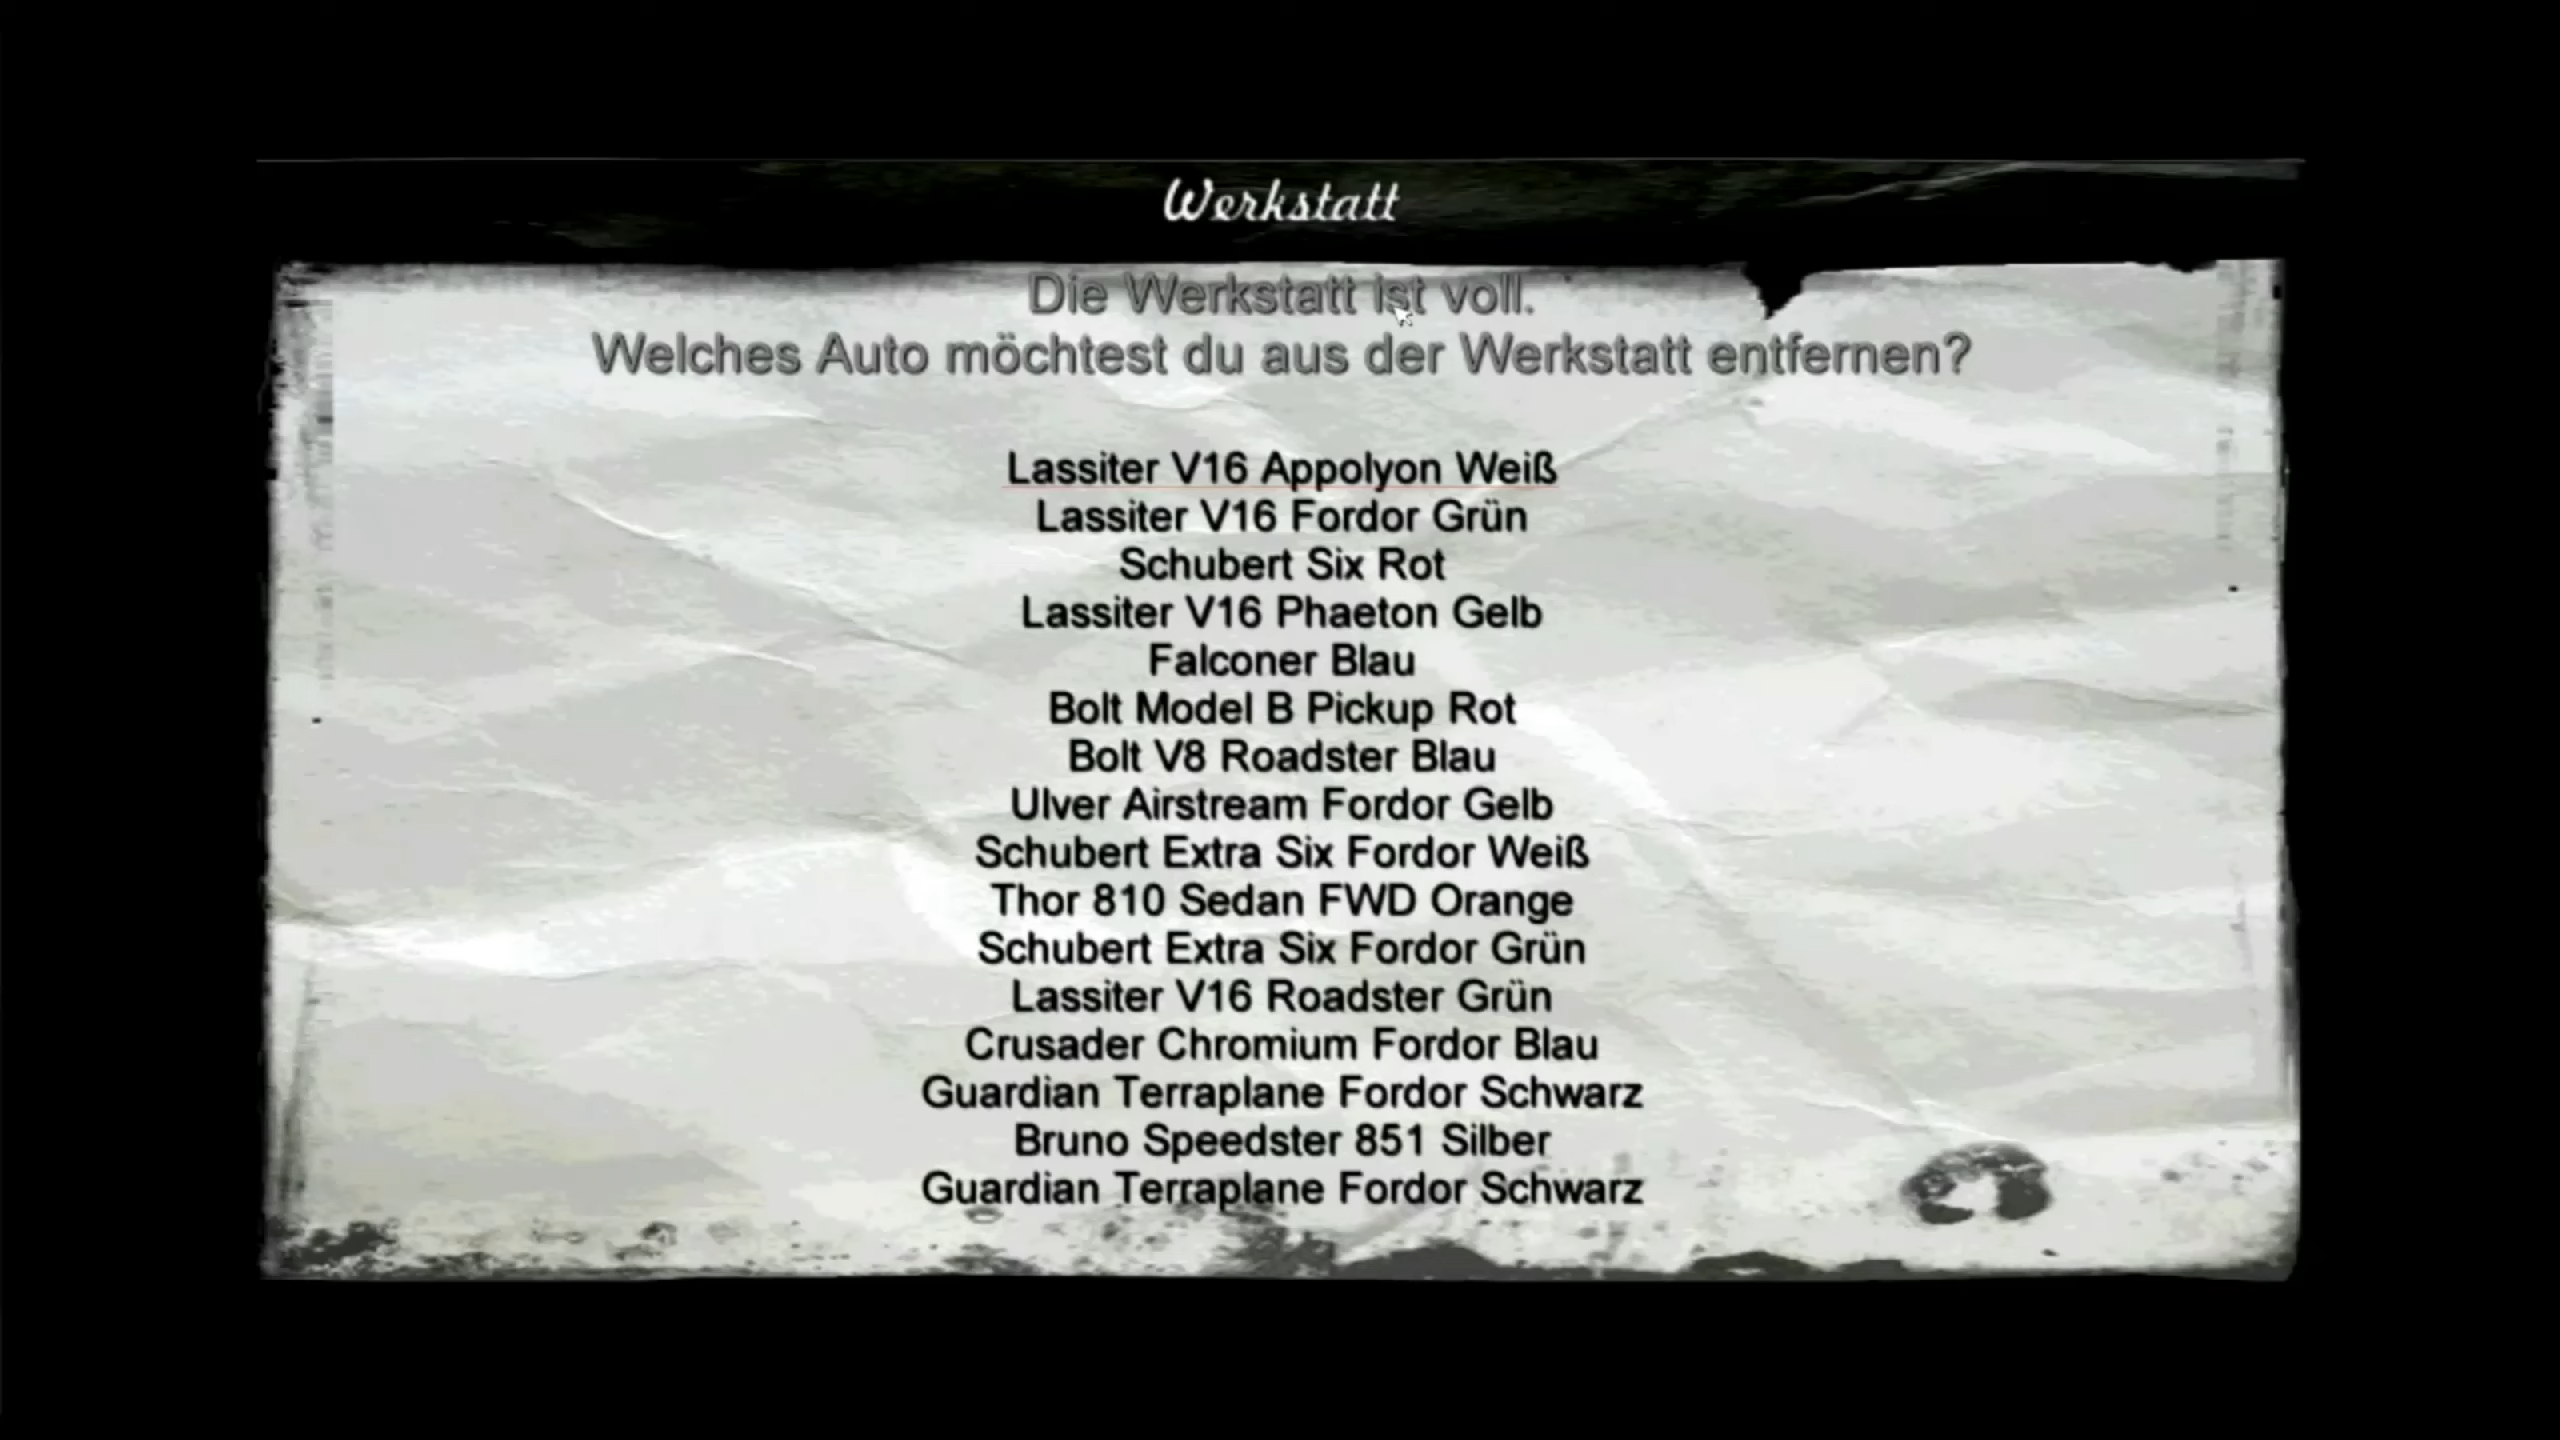 Werkstatt
Die Werkstatt ist voll.
Welches Auto möchtest du aus der Werkstatt entfernen?
Lassiter V16 Appolyon Weiß
Lassiter V16 Fordor Grün
Schubert Six Rot
Lassiter V16 Phaeton Gelb
Falconer Blau
Bolt Model B Pickup Rot
Bolt V8 Roadster Blau
Ulver Airstream Fordor Gelb
Schubert Extra Six Fordor Weiß
Thor 810 Sedan FWD Orange
Schubert Extra Six Fordor Grün
Lassiter V16 Roadster Grün
Crusader Chromium Fordor Blau
Guardian Terraplane Fordor Schwarz
Bruno Speedster 851 Silber
Guardian Terraplane Fordor Schwarz